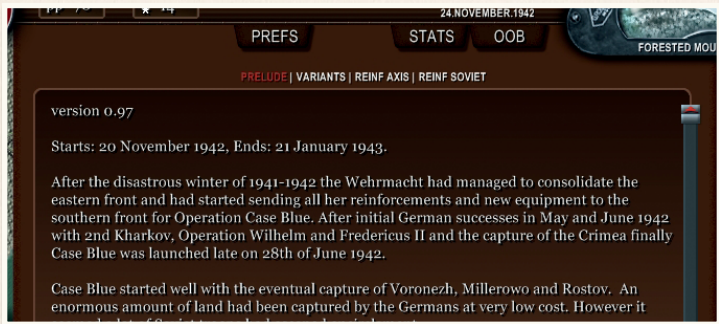 24.NOVEMBER.1942
PREFS STATS OOB
FORESTED MOU
PRELUDE | VARIANTS | REINF AXIS | REINF SOVIET
version 0.97
Starts: 20 November 1942, Ends: 21 January 1943.
After the disastrous winter of 1941-1942 the Wehrmacht had managed to consolidate the
eastern front and had started sending all her reinforcements and new equipment to the
southern front for Operation Case Blue. After initial German successes in May and June 1942
with 2nd Kharkov, Operation Wilhelm and Fredericus II and the capture of the Crimea finally
Case Blue was launched late on 28th of June 1942.
Case Blue started well with the eventual capture of Voronezh, Millerowo and Rostov. An
enormous amount of land had been captured by the Germans at very low cost. However it